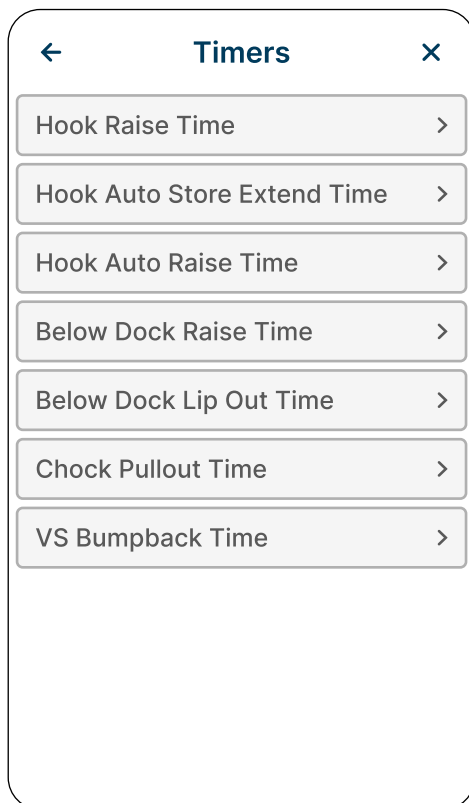 Timers
Hook Raise Time
Hook Auto Store Extend Time
Hook Auto Raise Time
Below Dock Raise Time
Below Dock Lip Out Time
Chock Pullout Time
VS Bumpback Time